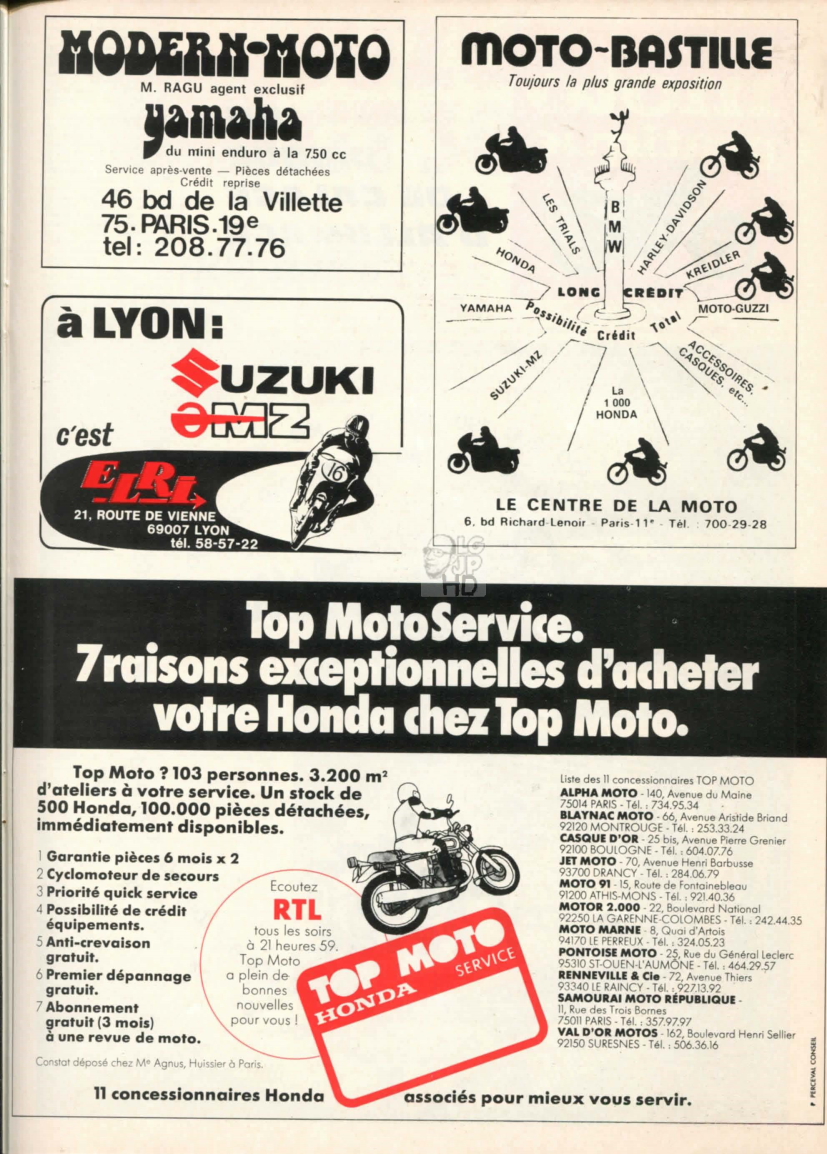 MODERN-MOTO
M. RAGU agent exclusif
yamaha
du mini enduro à la 750 cc
Service après-vente — Pièces détachées
Crédit reprise
46 bd de la Villette
75.PARIS.19e
tel: 208.77.76
MOTO-BASTILLE
Toujours la plus grande exposition
LES TRIALS
BMW
HARLEY-DAVIDSON
HONDA
KREIDLER
LONG CRÉDIT
YAMAHA
Possibilité Crédit Total
MOTO-GUZZI
SUZUKI-MZ
La
1 000
HONDA
ACCESSOIRES.
CASQUES. etc...
LE CENTRE DE LA MOTO
6, bd Richard-Lenoir - Paris-11e - Tél. : 700-29-28
à LYON:
SUZUKI
MZ
c'est
16
ELRI
21, ROUTE DE VIENNE
69007 LYON
tél. 58-57-22
LG
JP
HD
Top Moto Service.
7 raisons exceptionnelles d'acheter
votre Honda chez Top Moto.
Top Moto ? 103 personnes. 3.200 m²
d'ateliers à votre service. Un stock de
500 Honda, 100.000 pièces détachées,
immédiatement disponibles.
1 Garantie pièces 6 mois x 2
2 Cyclomoteur de secours
3 Priorité quick service
4 Possibilité de crédit
équipements.
5 Anti-crevaison
gratuit.
6 Premier dépannage
gratuit.
7 Abonnement
gratuit (3 mois)
à une revue de moto.
Constat déposé chez Me Agnus, Huissier à Paris.
Ecoutez
RTL
tous les soirs
à 21 heures 59.
Top Moto
a plein de
bonnes
nouvelles
pour vous !
TOP MOTO
HONDA SERVICE
Liste des 11 concessionnaires TOP MOTO
ALPHA MOTO - 140, Avenue du Maine
75014 PARIS - Tél. : 734.95.34
BLAYNAC MOTO - 66, Avenue Aristide Briand
92120 MONTROUGE - Tél. : 253.33.24
CASQUE D'OR - 25 bis, Avenue Pierre Grenier
92100 BOULOGNE - Tél. : 604.07.76
JET MOTO - 70, Avenue Henri Barbusse
93700 DRANCY - Tél. : 284.06.79
MOTO 91 - 15, Route de Fontainebleau
91200 ATHIS-MONS - Tél. : 921.40.36
MOTOR 2.000 - 22, Boulevard National
92250 LA GARENNE-COLOMBES - Tél. : 242.44.35
MOTO MARNE - 8, Quai d'Artois
94170 LE PERREUX - Tél. : 324.05.23
PONTOISE MOTO - 25, Rue du Général Leclerc
95310 ST-OUEN-L'AUMÔNE - Tél. : 464.29.57
RENNEVILLE & Cie - 72, Avenue Thiers
93340 LE RAINCY - Tél. : 927.13.92
SAMOURAI MOTO RÉPUBLIQUE -
11, Rue des Trois Bornes
75011 PARIS - Tél. : 357.97.97
VAL D'OR MOTOS - 162, Boulevard Henri Sellier
92150 SURESNES - Tél. : 506.36.16
11 concessionnaires Honda associés pour mieux vous servir.
P. PERCEVAL CONSEIL